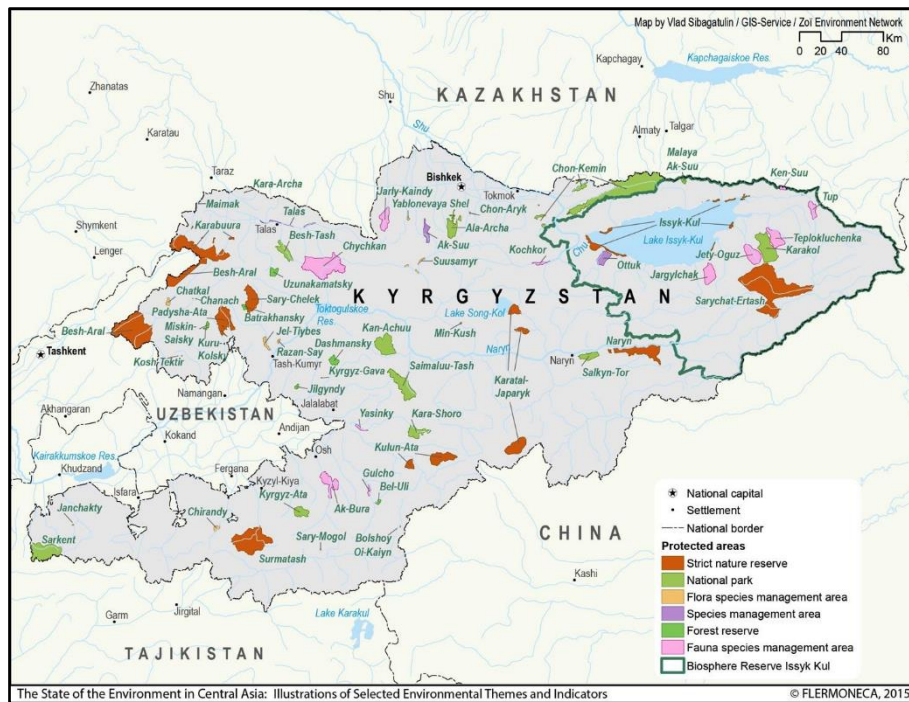 Map by Vlad Sibagatulin / GIS-Service / Zoï Environment Network
0 20 40 80
Km
Kapchagay
Kapchagaiskoe Res.
Zhanatas
KAZAKHSTAN
Shu
Shu
Karatau
Almaty
Talgar
Taraz
Bishkek
Tokmok
Chon-Kemin
Malaya
Ak-Suu
Ken-Suu
Tup
Kara-Archa
Maimak
Jarly-Kaindy
Yablonevaya Shel
Chon-Aryk
Karabuura
Talas
Talas
Besh-Tash
Ala-Archa
Issyk-Kul
Shymkent
Lenger
Chychkan
Ak-Suu
Kochkor
Chu
Lake Issyk-Kul
Teplokluchenka
Jety-Oguz
Karakol
Suusamyr
Ottuk
Jargylchak
Besh-Aral
Uzunakamatsky
KYRGYZSTAN
Sarychat-Ertash
Chatkal
Chanach
Sary-Chelek
Padysha-Ata
Batrakhansky
Toktogulskoe
Res.
Lake Song-Kol
Besh-Aral
Miskin-
Saisky
Kuru-
Kolsky
Jel-Tiybes
Kan-Achuu
Min-Kush
Tashkent
Razan-Say
Dashmansky
Naryn
Naryn
Naryn
Kosh-Tektir
Tash-Kumyr
Kyrgyz-Gava
Saimaluu-Tash
Salkyn-Tor
Namangan
Jilgyndy
Karatal-
Japaryk
Akhangaran
UZBEKISTAN
Jalalabat
Kara-Shoro
Kokand
Andijan
Yasinky
Kairakkumskoe Res.
Khudzand
Osh
Kulun-Ata
Fergana
Gulcho
Isfara
Kyzyl-Kiya
Bel-Uli
Kyrgyz-Ata
Ak-Bura
Janchakty
Chirandy
Sarkent
Sary-Mogol
Bolshoy
Oi-Kaiyn
Surmatash
CHINA
Kashi
Garm
Jirgital
Lake Karakul
TAJIKISTAN
National capital
Settlement
National border
Protected areas
Strict nature reserve
National park
Flora species management area
Species management area
Forest reserve
Fauna species management area
Biosphere Reserve Issyk Kul
The State of the Environment in Central Asia: Illustrations of Selected Environmental Themes and Indicators
© FLERMONECA, 2015